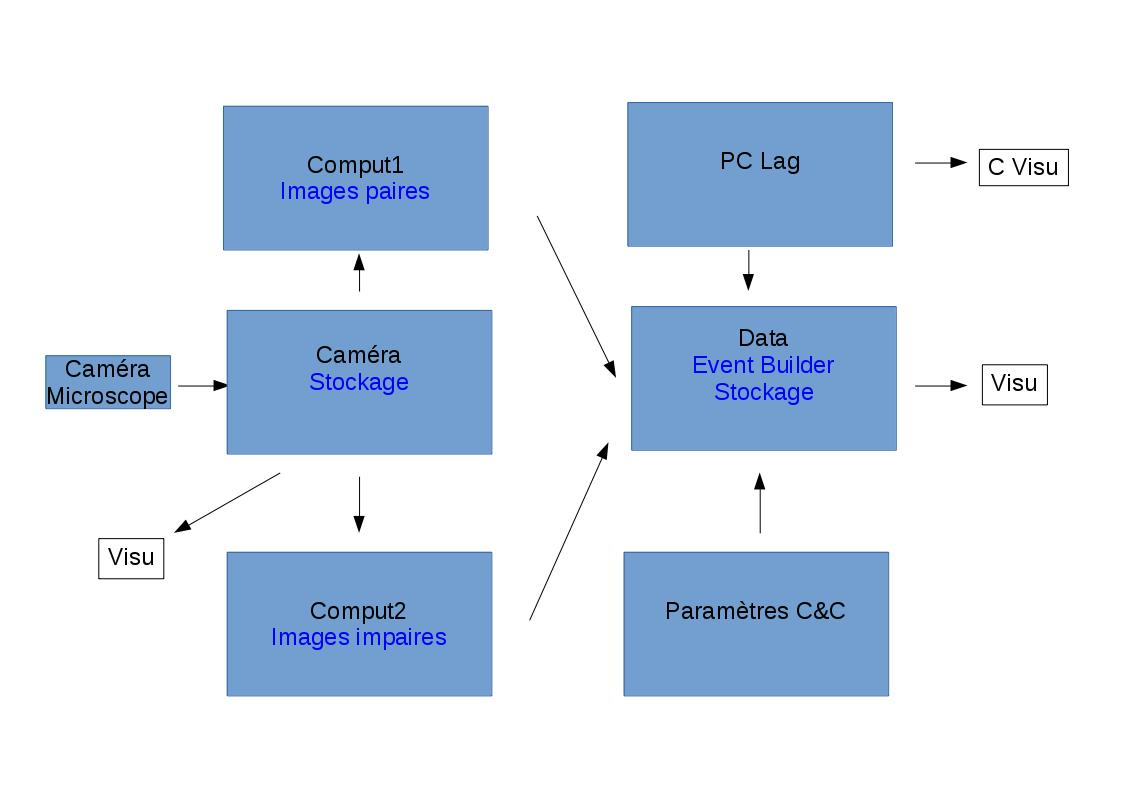 Comput1
Images paires
PC Lag
C Visu
Caméra
Microscope
Caméra
Stockage
Data
Event Builder
Stockage
Visu
Visu
Comput2
Images impaires
Paramètres C&C